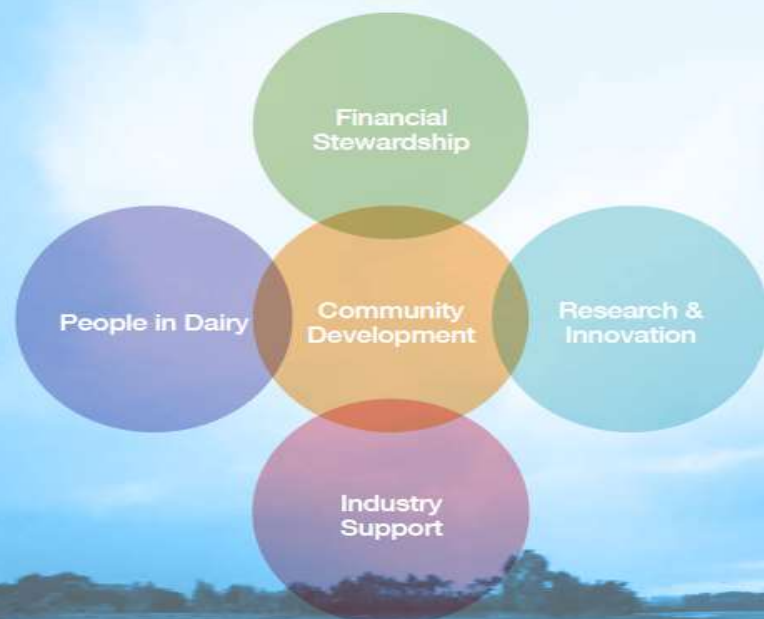 Financial
Stewardship
People in Dairy
Community
Development
Research &
Innovation
Industry
Support